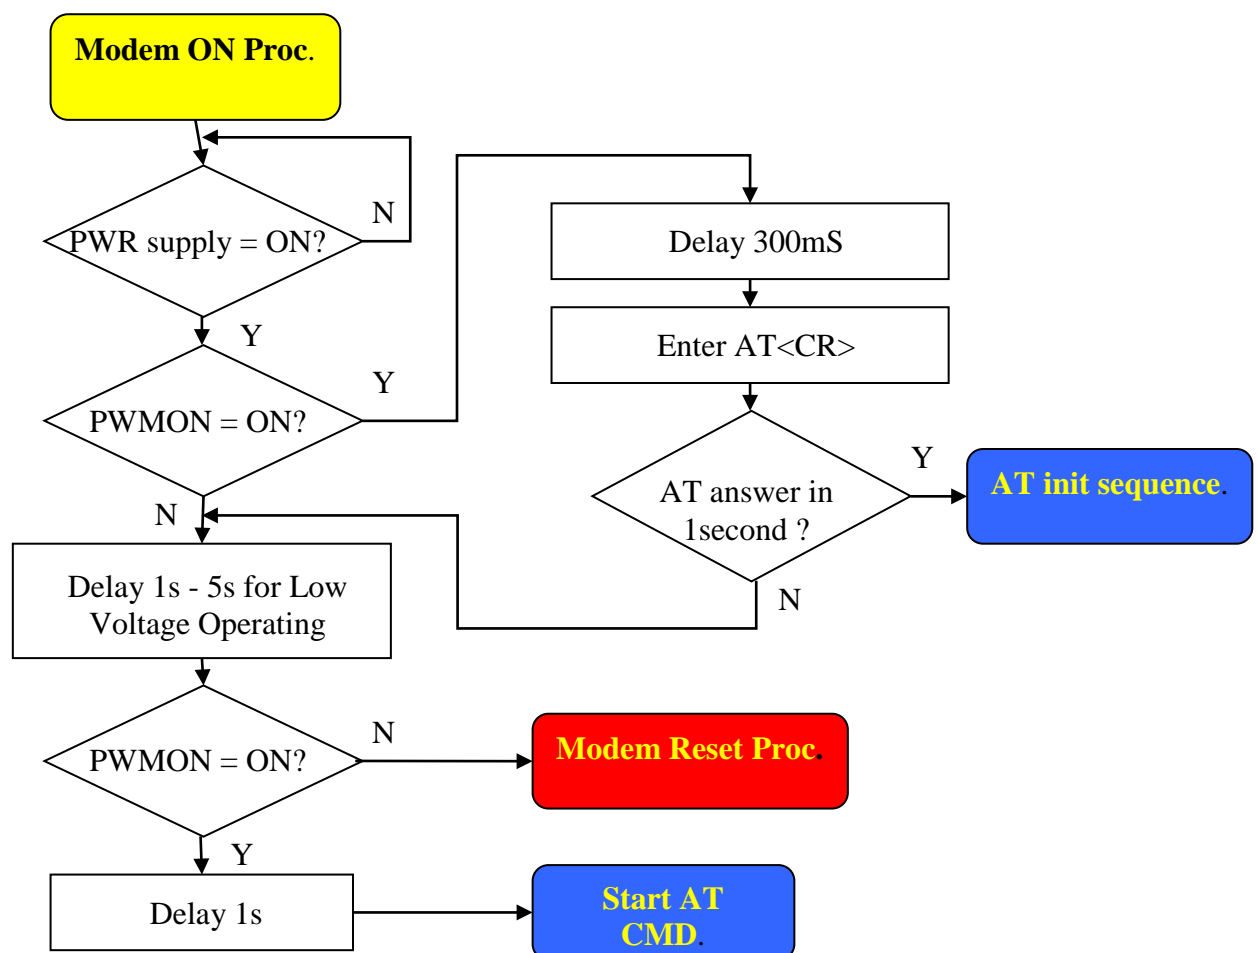 Modem ON Proc.
N
PWR supply = ON?
Delay 300mS
Y
Enter AT<CR>
Y
PWMON = ON?
Y
AT init sequence.
AT answer in
1second ?
N
N
Delay 1s - 5s for Low
Voltage Operating
N
PWMON = ON?
Modem Reset Proc.
Y
Delay 1s
Start AT
CMD.